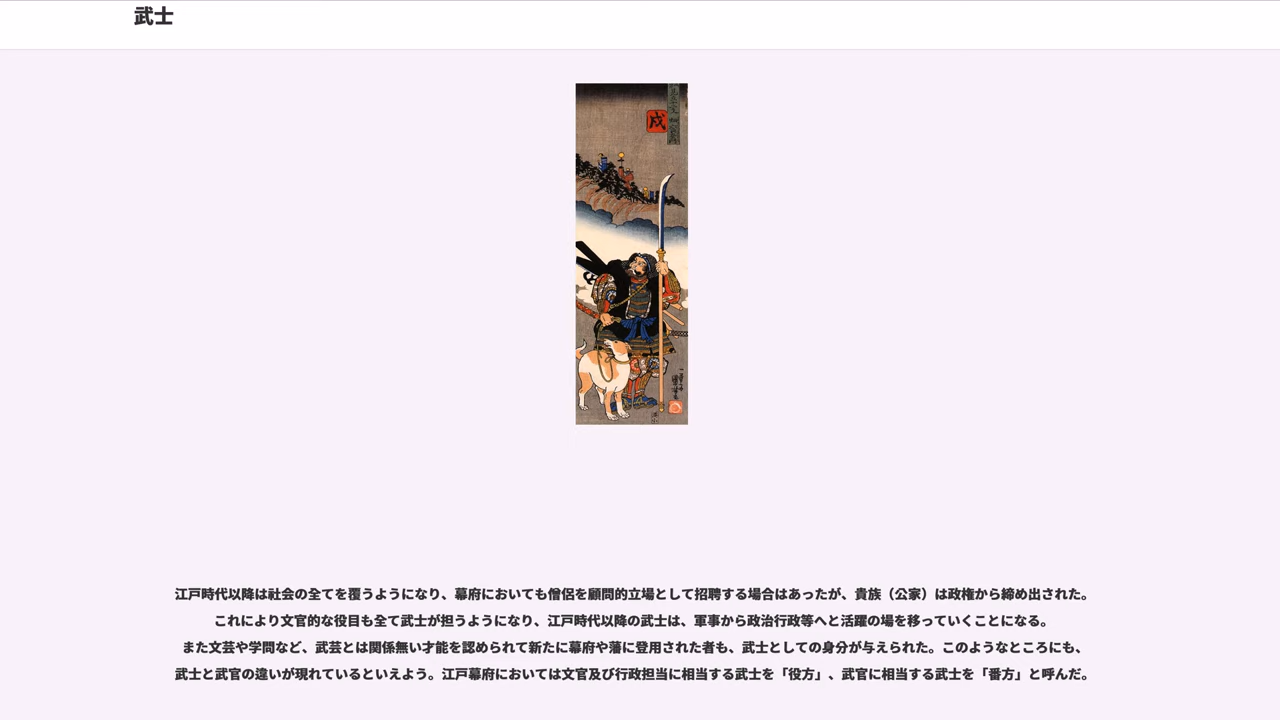 武士
戌
江戸時代以降は社会の全てを覆うようになり、幕府においても僧侶を顧問的立場として招聘する場合はあったが、貴族（公家）は政権から締め出された。
これにより文官的な役目も全て武士が担うようになり、江戸時代以降の武士は、軍事から政治行政等へと活躍の場を移っていくことになる。
また文芸や学問など、武芸とは関係無い才能を認められて新たに幕府や藩に登用された者も、武士としての身分が与えられた。このようなところにも、
武士と武官の違いが現れているといえよう。江戸幕府においては文官及び行政担当に相当する武士を「役方」、武官に相当する武士を「番方」と呼んだ。